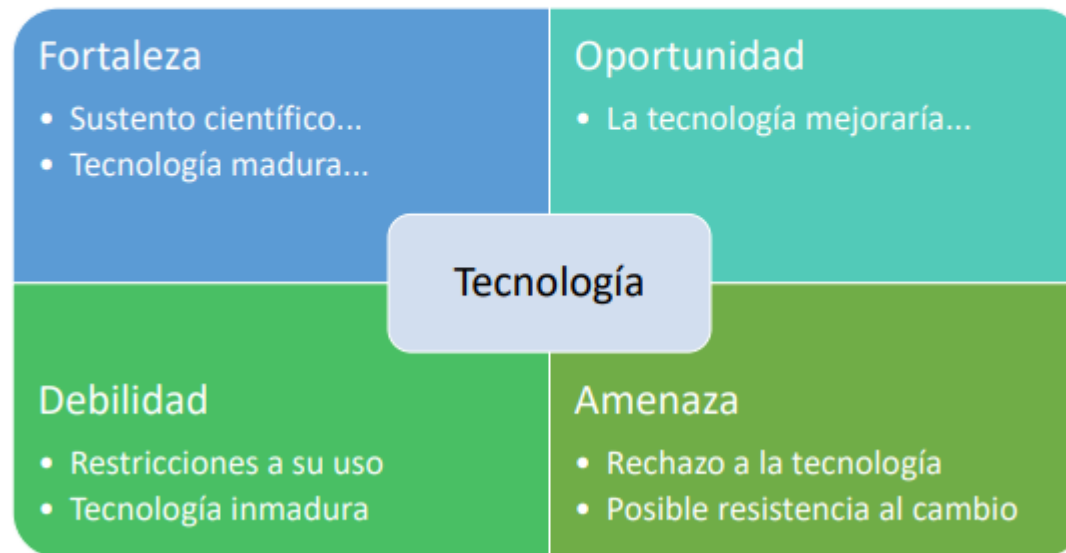 Fortaleza
• Sustento científico...
• Tecnología madura...
Oportunidad
• La tecnología mejoraría...
Tecnología
Debilidad
• Restricciones a su uso
• Tecnología inmadura
Amenaza
• Rechazo a la tecnología
• Posible resistencia al cambio